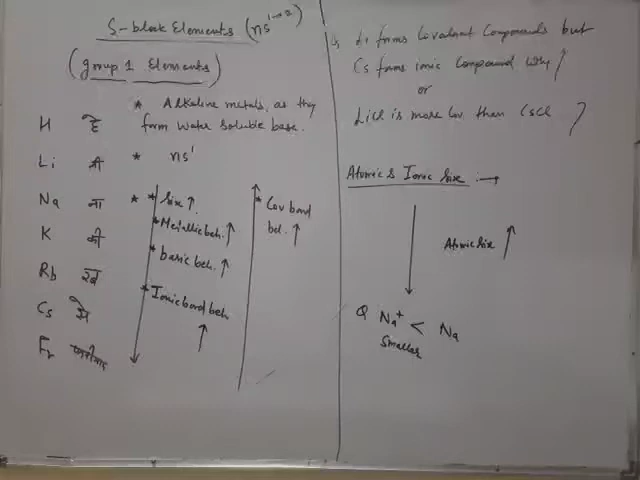 S-block Elements (ns¹⁻²)
(group 1 Elements)
* Alkaline metals, as they
form water soluble base.
H हे
Li ली
* ns¹
Na ना
K की
Rb रब
Cs से
Fr
* * size ↑
* Metallic beh. ↑
* basic beh. ↑
* Ionic bond beh. ↑
* Cov bond
beh. ↑
Li forms Covalent Compounds but
Cs forms ionic Compound Why ?
or
LiCl is more Cov. than CsCl ?
Atomic & Ionic size :→
Atomic size ↑
Q Na⁺ < Na
Smaller